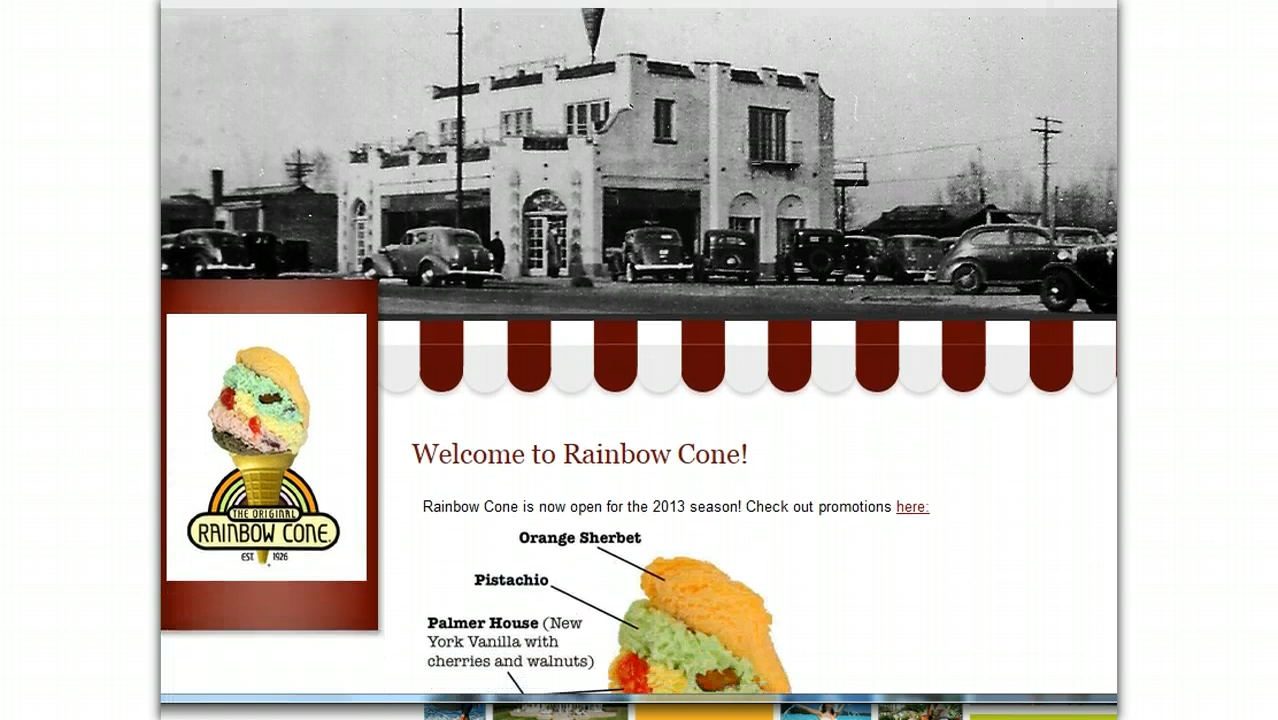 THE ORIGINAL
RAINBOW CONE.
EST. 1926
Welcome to Rainbow Cone!
Rainbow Cone is now open for the 2013 season! Check out promotions here:
Orange Sherbet
Pistachio
Palmer House (New
York Vanilla with
cherries and walnuts)